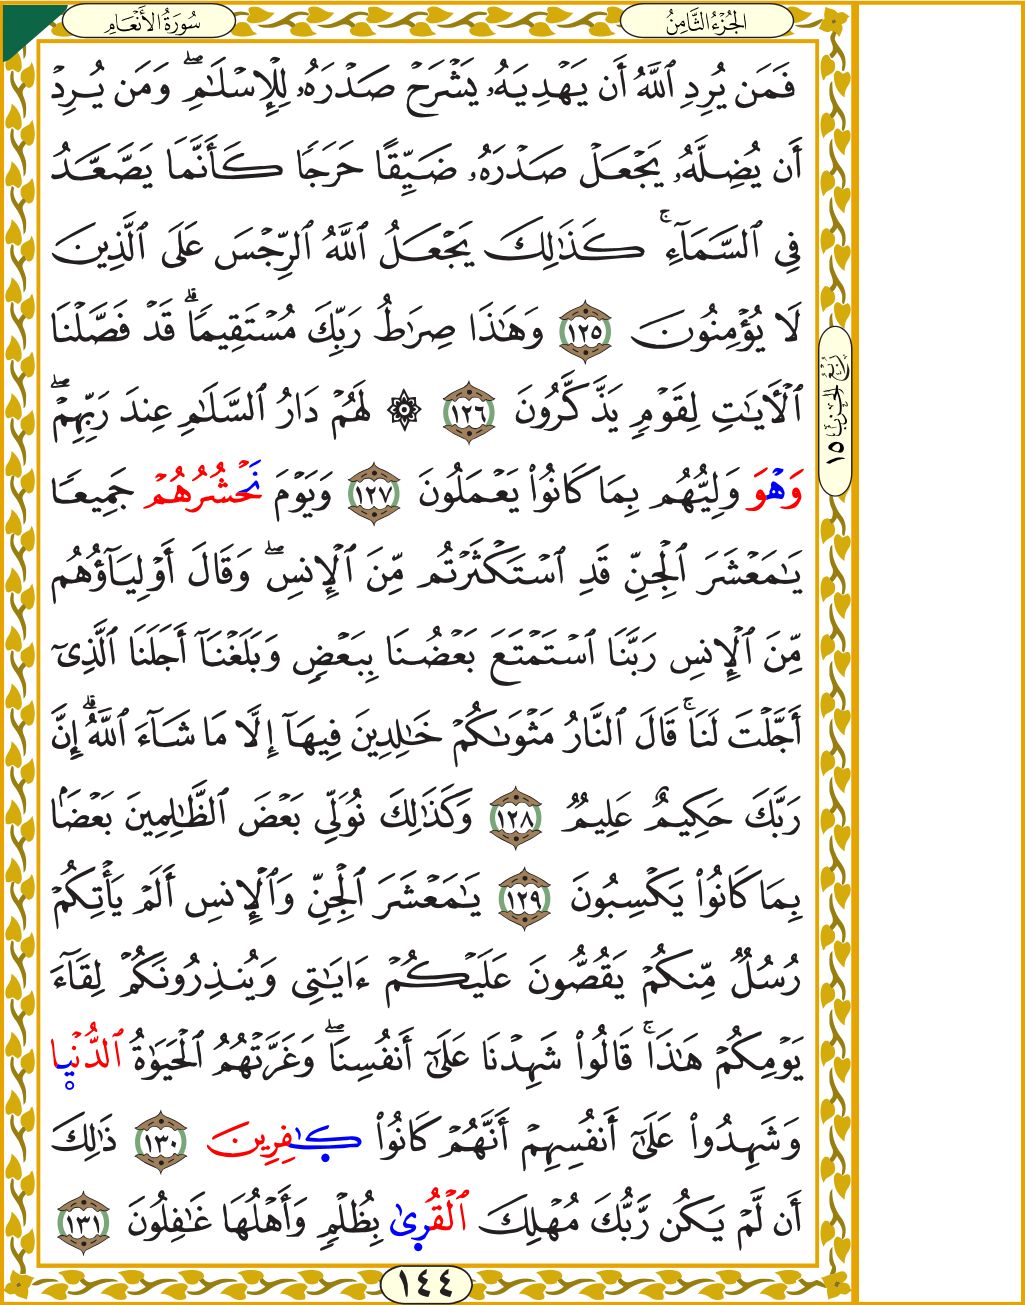 سُورَةُ الأَنْعَامِ
الجُزْءُ الثَّامِنُ
فَمَن يُرِدِ ٱللَّهُ أَن يَهْدِيَهُۥ يَشْرَحْ صَدْرَهُۥ لِلْإِسْلَٰمِۖ وَمَن يُرِدْ
أَن يُضِلَّهُۥ يَجْعَلْ صَدْرَهُۥ ضَيِّقًا حَرَجًا كَأَنَّمَا يَصَّعَّدُ
فِى ٱلسَّمَآءِۚ كَذَٰلِكَ يَجْعَلُ ٱللَّهُ ٱلرِّجْسَ عَلَى ٱلَّذِينَ
لَا يُؤْمِنُونَ ١٢٥ وَهَٰذَا صِرَٰطُ رَبِّكَ مُسْتَقِيمًاۗ قَدْ فَصَّلْنَا
ٱلْءَايَٰتِ لِقَوْمٍ يَذَّكَّرُونَ ١٢٦ ۞ لَهُمْ دَارُ ٱلسَّلَٰمِ عِندَ رَبِّهِمْۖ
وَهْوَ وَلِيُّهُم بِمَا كَانُوا۟ يَعْمَلُونَ ١٢٧ وَيَوْمَ نَحْشُرُهُمْ جَمِيعًا
يَٰمَعْشَرَ ٱلْجِنِّ قَدِ ٱسْتَكْثَرْتُم مِّنَ ٱلْإِنسِۖ وَقَالَ أَوْلِيَآؤُهُم
مِّنَ ٱلْإِنسِ رَبَّنَا ٱسْتَمْتَعَ بَعْضُنَا بِبَعْضٍ وَبَلَغْنَآ أَجَلَنَا ٱلَّذِىٓ
أَجَّلْتَ لَنَاۚ قَالَ ٱلنَّارُ مَثْوَىٰكُمْ خَٰلِدِينَ فِيهَآ إِلَّا مَا شَآءَ ٱللَّهُۗ إِنَّ
رَبَّكَ حَكِيمٌ عَلِيمٌ ١٢٨ وَكَذَٰلِكَ نُوَلِّى بَعْضَ ٱلظَّٰلِمِينَ بَعْضًۢا
بِمَا كَانُوا۟ يَكْسِبُونَ ١٢٩ يَٰمَعْشَرَ ٱلْجِنِّ وَٱلْإِنسِ أَلَمْ يَأْتِكُمْ
رُسُلٌ مِّنكُمْ يَقُصُّونَ عَلَيْكُمْ ءَايَٰتِى وَيُنذِرُونَكُمْ لِقَآءَ
يَوْمِكُمْ هَٰذَاۚ قَالُوا۟ شَهِدْنَا عَلَىٰٓ أَنفُسِنَاۖ وَغَرَّتْهُمُ ٱلْحَيَوٰةُ ٱلدُّنْيَا
وَشَهِدُوا۟ عَلَىٰٓ أَنفُسِهِمْ أَنَّهُمْ كَانُوا۟ كَٰفِرِينَ ١٣٠ ذَٰلِكَ
أَن لَّمْ يَكُن رَّبُّكَ مُهْلِكَ ٱلْقُرَىٰ بِظُلْمٍ وَأَهْلُهَا غَٰفِلُونَ ١٣١
رُبْعُ الحِزْبِ ١٥
١٤٤